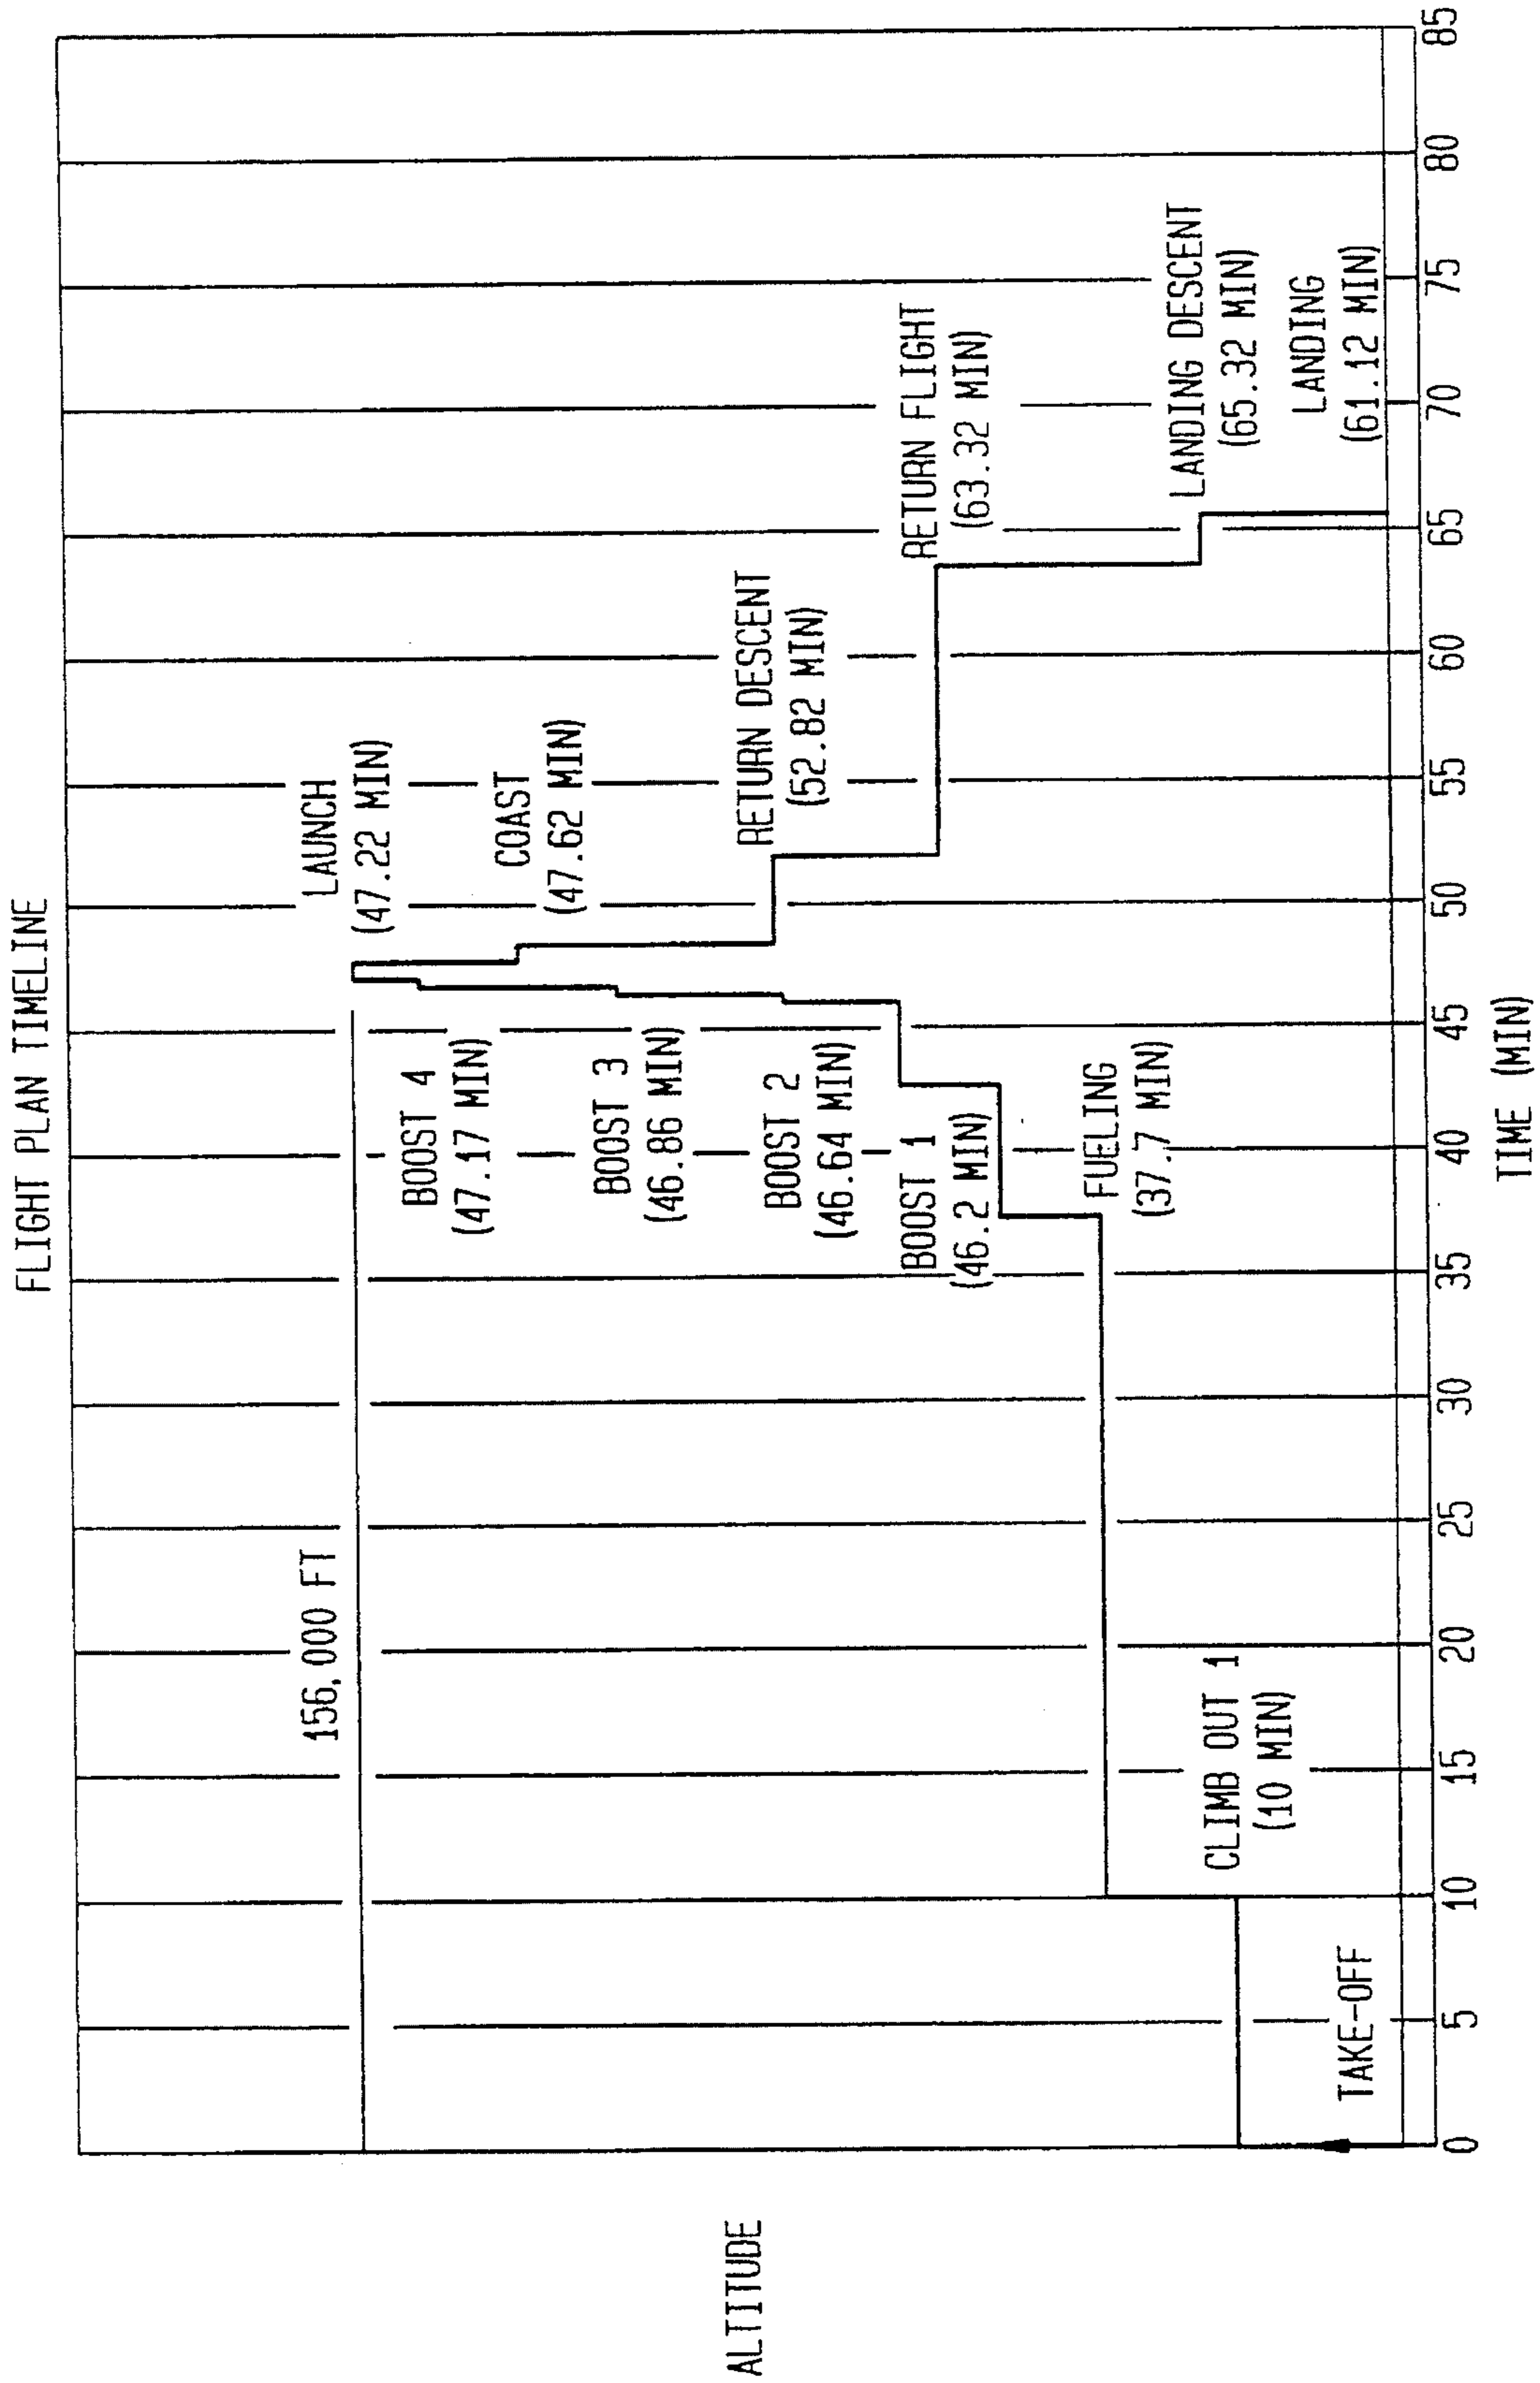 FLIGHT PLAN TIMELINE
ALTITUDE
156,000 FT
LAUNCH
(47.22 MIN)
COAST
(47.62 MIN)
BOOST 4
(47.17 MIN)
BOOST 3
(46.86 MIN)
BOOST 2
(46.64 MIN)
BOOST 1
(46.2 MIN)
RETURN DESCENT
(52.82 MIN)
RETURN FLIGHT
(63.32 MIN)
FUELING
(37.7 MIN)
CLIMB OUT 1
(10 MIN)
LANDING DESCENT
(65.32 MIN)
TAKE-OFF
LANDING
(61.12 MIN)
0 5 10 15 20 25 30 35 40 45 50 55 60 65 70 75 80 85
TIME (MIN)